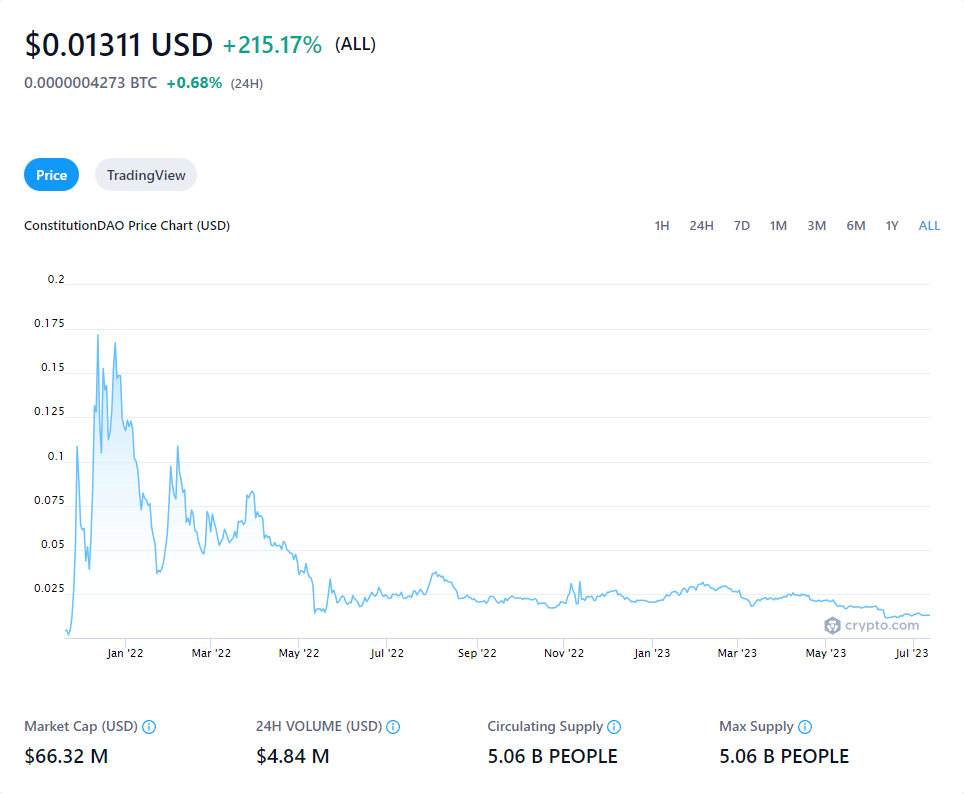 $0.01311 USD +215.17% (ALL)
0.0000004273 BTC +0.68% (24H)
Price TradingView
ConstitutionDAO Price Chart (USD) 1H 24H 7D 1M 3M 6M 1Y ALL
0.2
0.175
0.15
0.125
0.1
0.075
0.05
0.025
crypto.com
Jan '22 Mar '22 May '22 Jul '22 Sep '22 Nov '22 Jan '23 Mar '23 May '23 Jul '23
Market Cap (USD) 24H VOLUME (USD) Circulating Supply Max Supply
$66.32 M $4.84 M 5.06 B PEOPLE 5.06 B PEOPLE